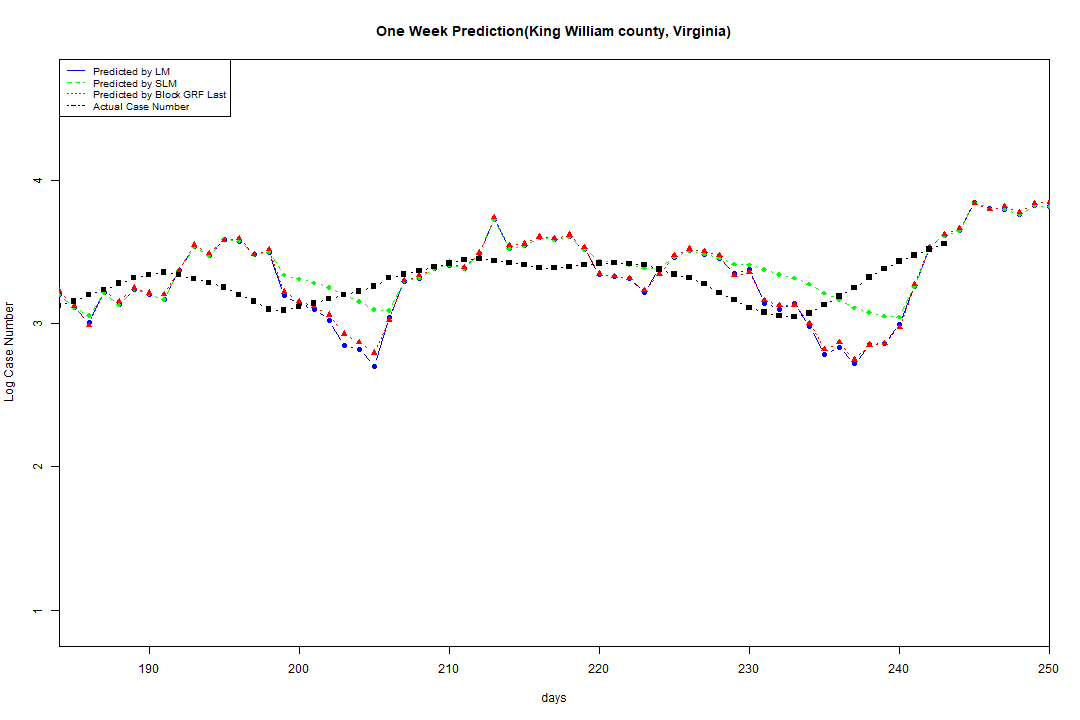 One Week Prediction(King William county, Virginia)
Predicted by LM
Predicted by SLM
Predicted by Block GRF Last
Actual Case Number
4
3
2
1
Log Case Number
190 200 210 220 230 240 250
days